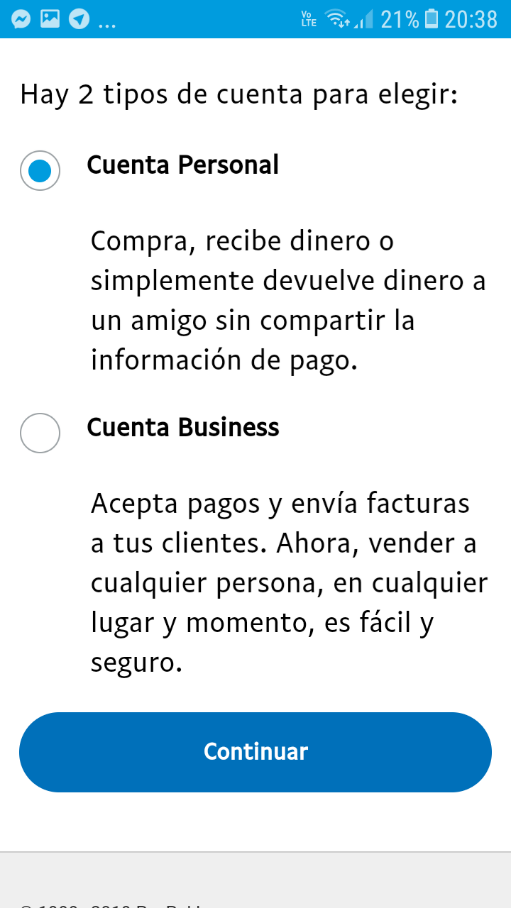 ... Vo LTE 21% 20:38
Hay 2 tipos de cuenta para elegir:
Cuenta Personal
Compra, recibe dinero o
simplemente devuelve dinero a
un amigo sin compartir la
información de pago.
Cuenta Business
Acepta pagos y envía facturas
a tus clientes. Ahora, vender a
cualquier persona, en cualquier
lugar y momento, es fácil y
seguro.
Continuar